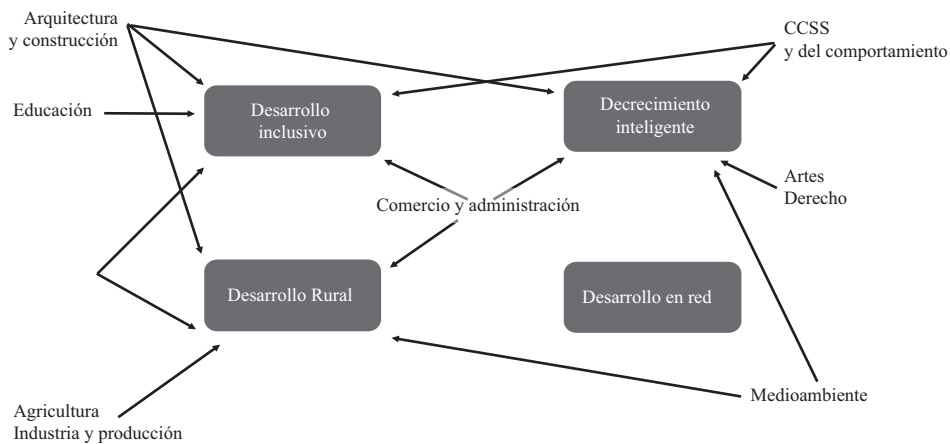 Arquitectura
y construcción
CCSS
y del comportamiento
Educación
Desarrollo
inclusivo
Decrecimiento
inteligente
Artes
Derecho
Comercio y administración
Desarrollo Rural
Desarrollo en red
Medioambiente
Agricultura
Industria y producción